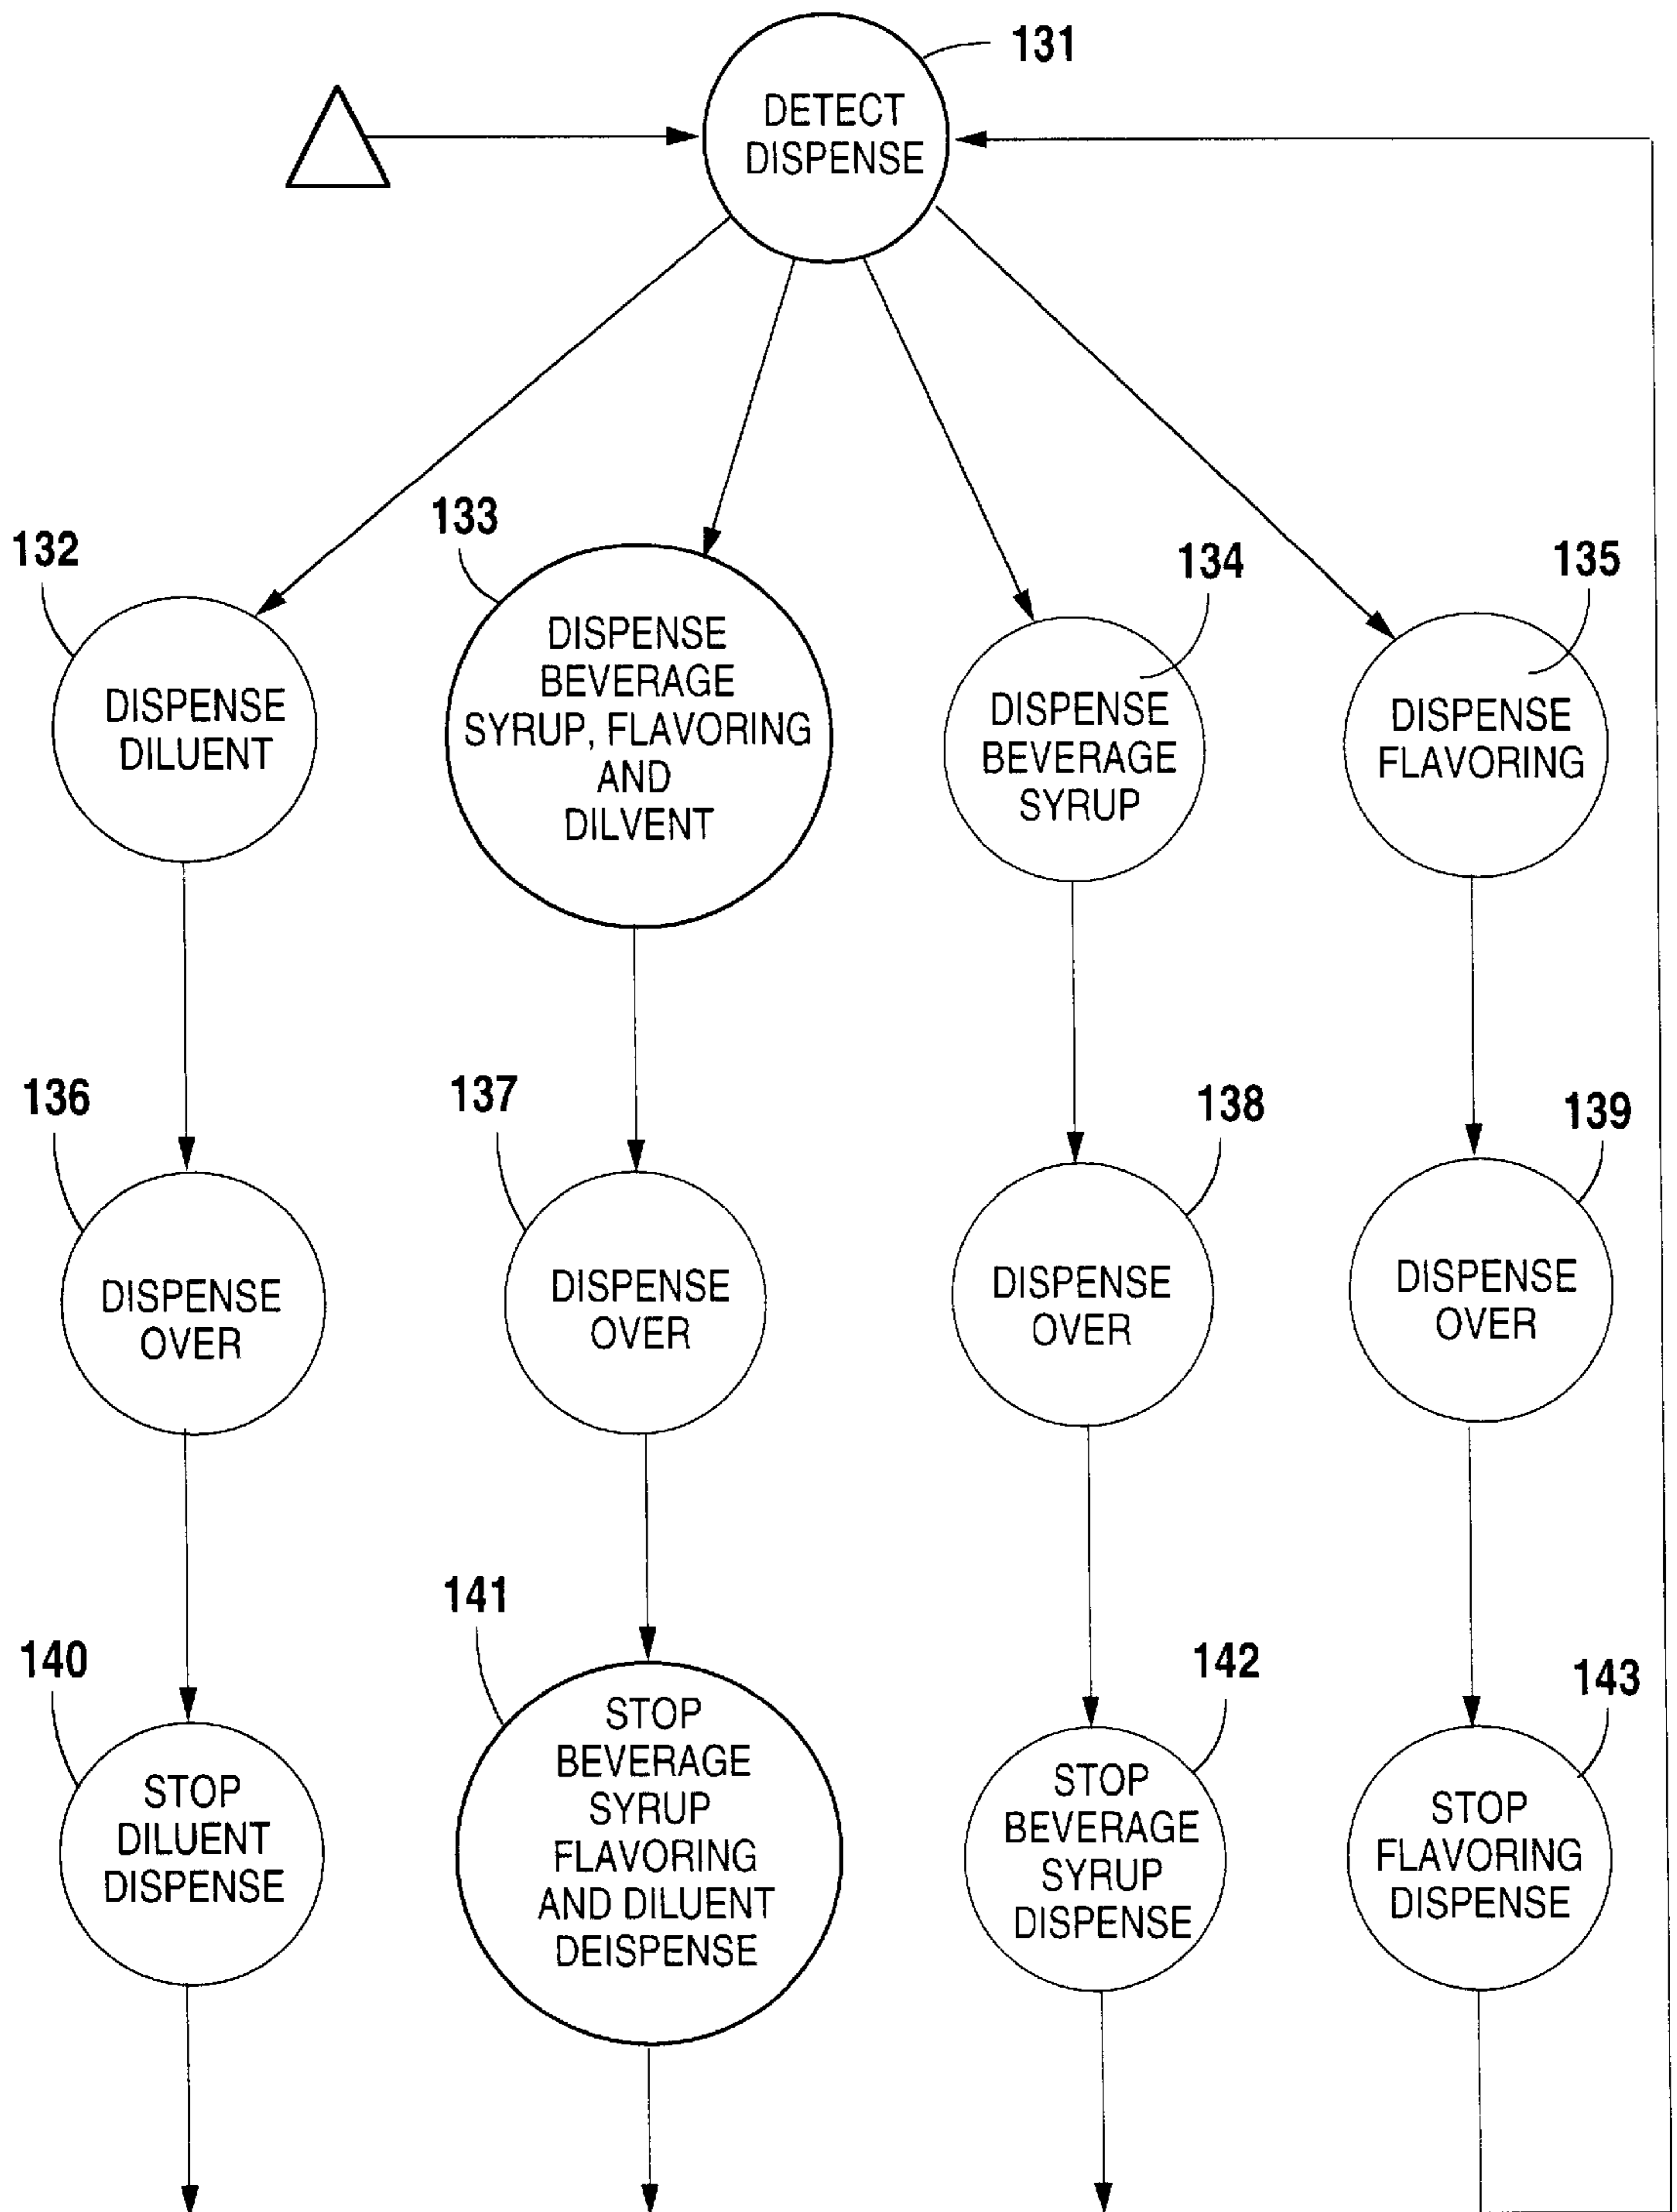 131
DETECT
DISPENSE
132
133
134
135
DISPENSE
DILUENT
DISPENSE
BEVERAGE
SYRUP, FLAVORING
AND
DILVENT
DISPENSE
BEVERAGE
SYRUP
DISPENSE
FLAVORING
136
137
138
139
DISPENSE
OVER
DISPENSE
OVER
DISPENSE
OVER
DISPENSE
OVER
140
141
142
143
STOP
DILUENT
DISPENSE
STOP
BEVERAGE
SYRUP
FLAVORING
AND DILUENT
DEISPENSE
STOP
BEVERAGE
SYRUP
DISPENSE
STOP
FLAVORING
DISPENSE